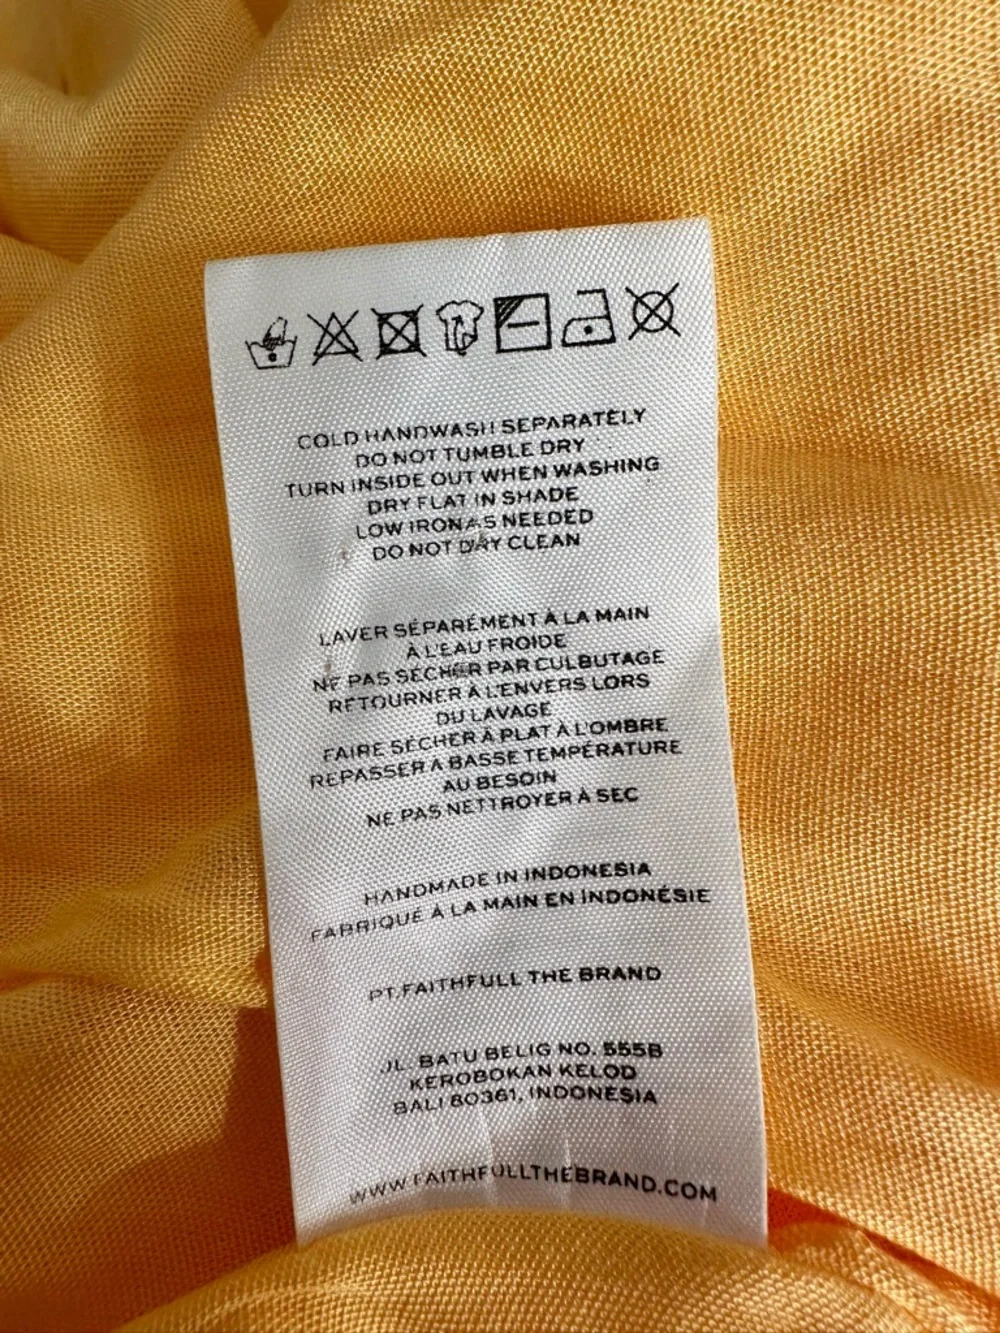 COLD HANDWASH SEPARATELY
DO NOT TUMBLE DRY
TURN INSIDE OUT WHEN WASHING
DRY FLAT IN SHADE
LOW IRON AS NEEDED
DO NOT DRY CLEAN
LAVER SÉPARÉMENT À LA MAIN
À L'EAU FROIDE
NE PAS SÉCHER PAR CULBUTAGE
RETOURNER À L'ENVERS LORS
DU LAVAGE
FAIRE SÉCHER À PLAT À L'OMBRE
REPASSER À BASSE TEMPÉRATURE
AU BESOIN
NE PAS NETTROYER À SEC
HANDMADE IN INDONESIA
FABRIQUÉ À LA MAIN EN INDONÉSIE
PT.FAITHFULL THE BRAND
JL. BATU BELIG NO. 555B
KEROBOKAN KELOD
BALI 80361, INDONESIA
WWW.FAITHFULLTHEBRAND.COM